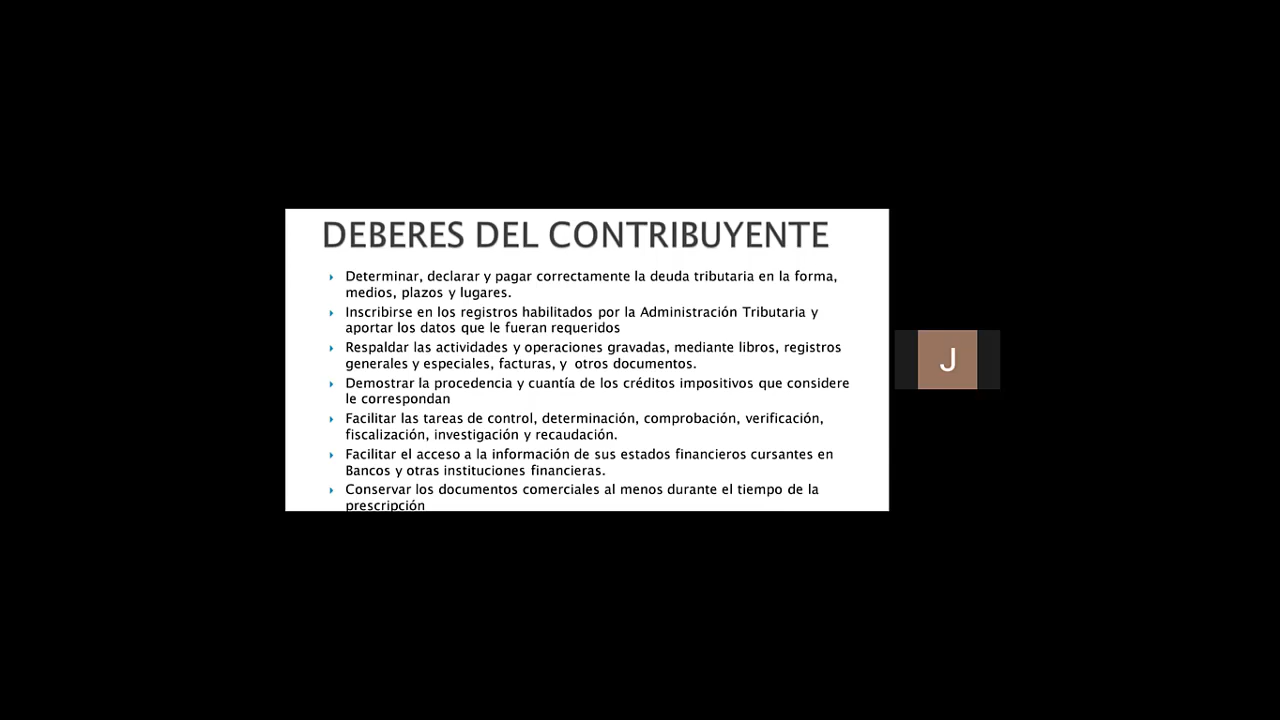 DEBERES DEL CONTRIBUYENTE
Determinar, declarar y pagar correctamente la deuda tributaria en la forma,
medios, plazos y lugares.
Inscribirse en los registros habilitados por la Administración Tributaria y
aportar los datos que le fueran requeridos
Respaldar las actividades y operaciones gravadas, mediante libros, registros
generales y especiales, facturas, y otros documentos.
Demostrar la procedencia y cuantía de los créditos impositivos que considere
le correspondan
Facilitar las tareas de control, determinación, comprobación, verificación,
fiscalización, investigación y recaudación.
Facilitar el acceso a la información de sus estados financieros cursantes en
Bancos y otras instituciones financieras.
Conservar los documentos comerciales al menos durante el tiempo de la
prescripción
J